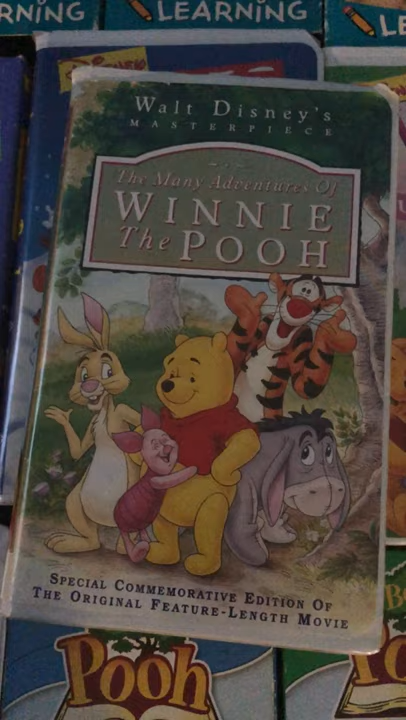 RNING
LEARNING
LE
DISNEY
Walt Disney's
MASTERPIECE
The Many Adventures Of
WINNIE
The POOH
SPECIAL COMMEMORATIVE EDITION OF
THE ORIGINAL FEATURE-LENGTH MOVIE
Pooh